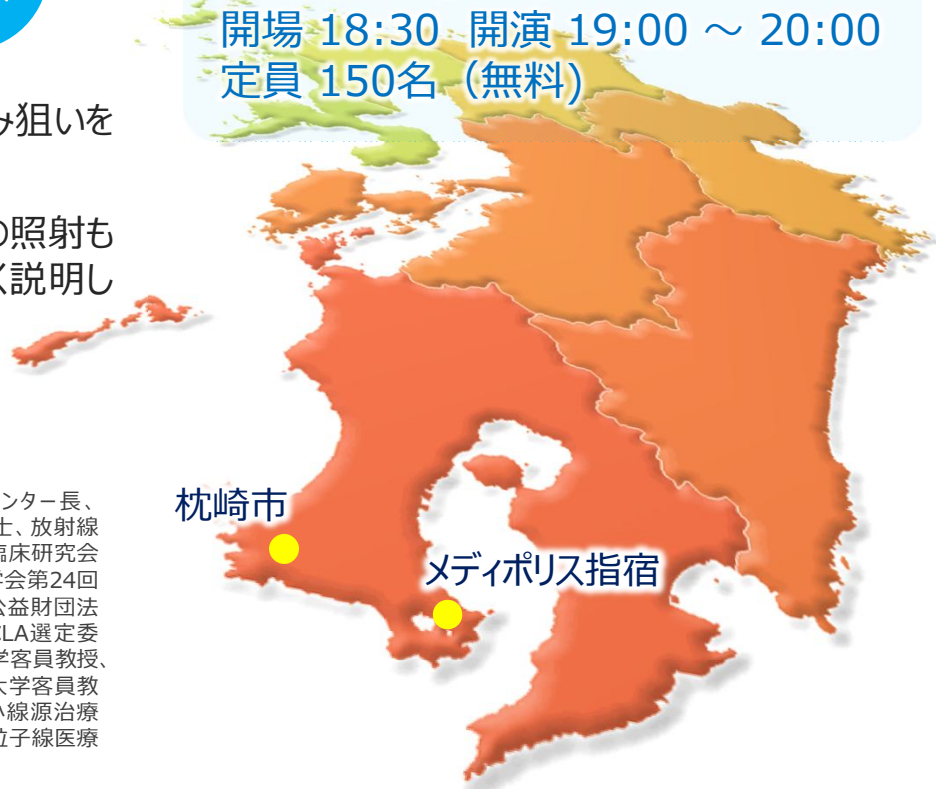 開場 18:30 開演 19:00 ～ 20:00
定員 150名（無料）
み狙いを
の照射も
く説明し
枕崎市
メディポリス指宿
ンター長、
士、放射線
臨床研究会
学会第24回
公益財団法
CLA選定委
学客員教授、
大学客員教
小線源治療
位子線医療